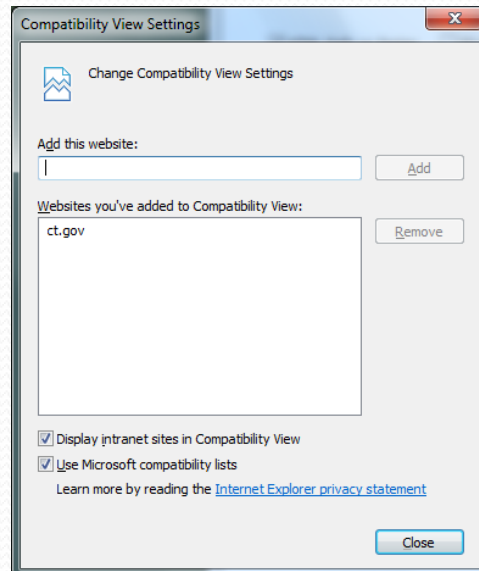 Compatibility View Settings
Change Compatibility View Settings
Add this website:
Add
Websites you've added to Compatibility View:
ct.gov
Remove
Display intranet sites in Compatibility View
Use Microsoft compatibility lists
Learn more by reading the Internet Explorer privacy statement
Close